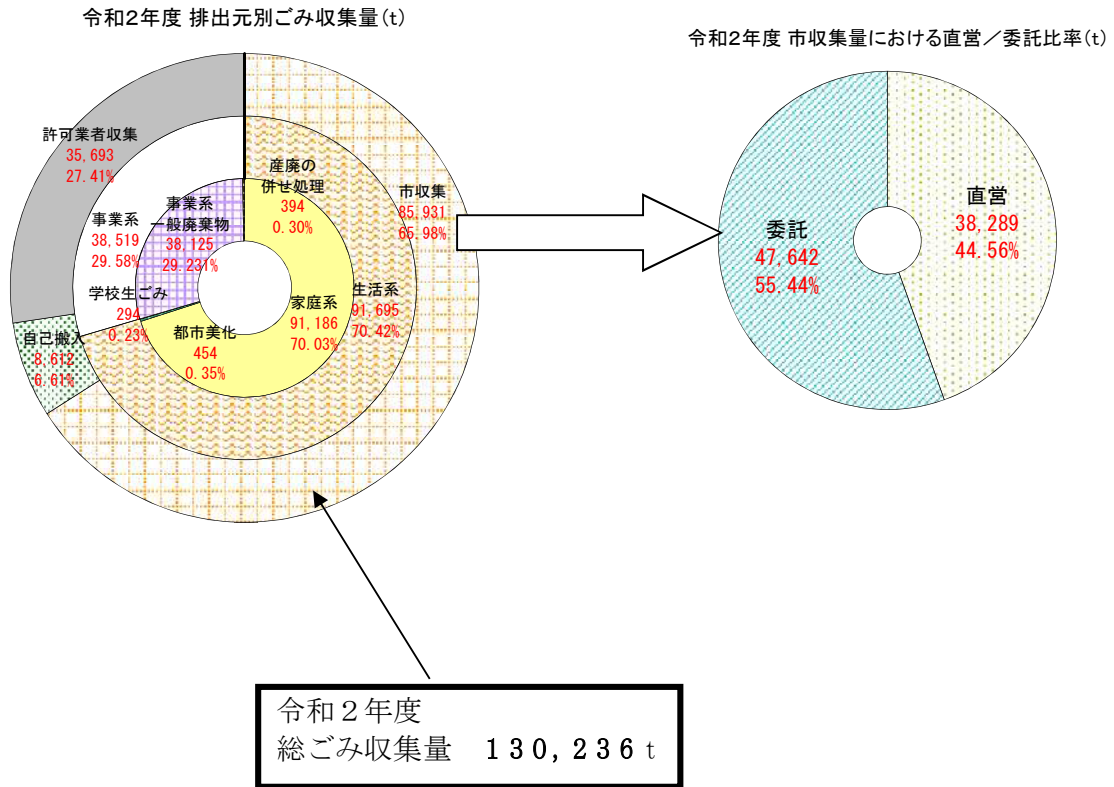 令和2年度 排出元別ごみ収集量(t)
許可業者収集
35,693
27.41%
事業系
38,519
29.58%
事業系
一般廃棄物
38,125
29.231%
産廃の
併せ処理
394
0.30%
市収集
85,931
65.98%
学校生ごみ
294
0.23%
自己搬入
8,612
6.61%
都市美化
454
0.35%
家庭系
91,186
70.03%
生活系
91,695
70.42%
令和2年度 市収集量における直営／委託比率(t)
委託
47,642
55.44%
直営
38,289
44.56%
令和２年度
総ごみ収集量　１３０,２３６ｔ